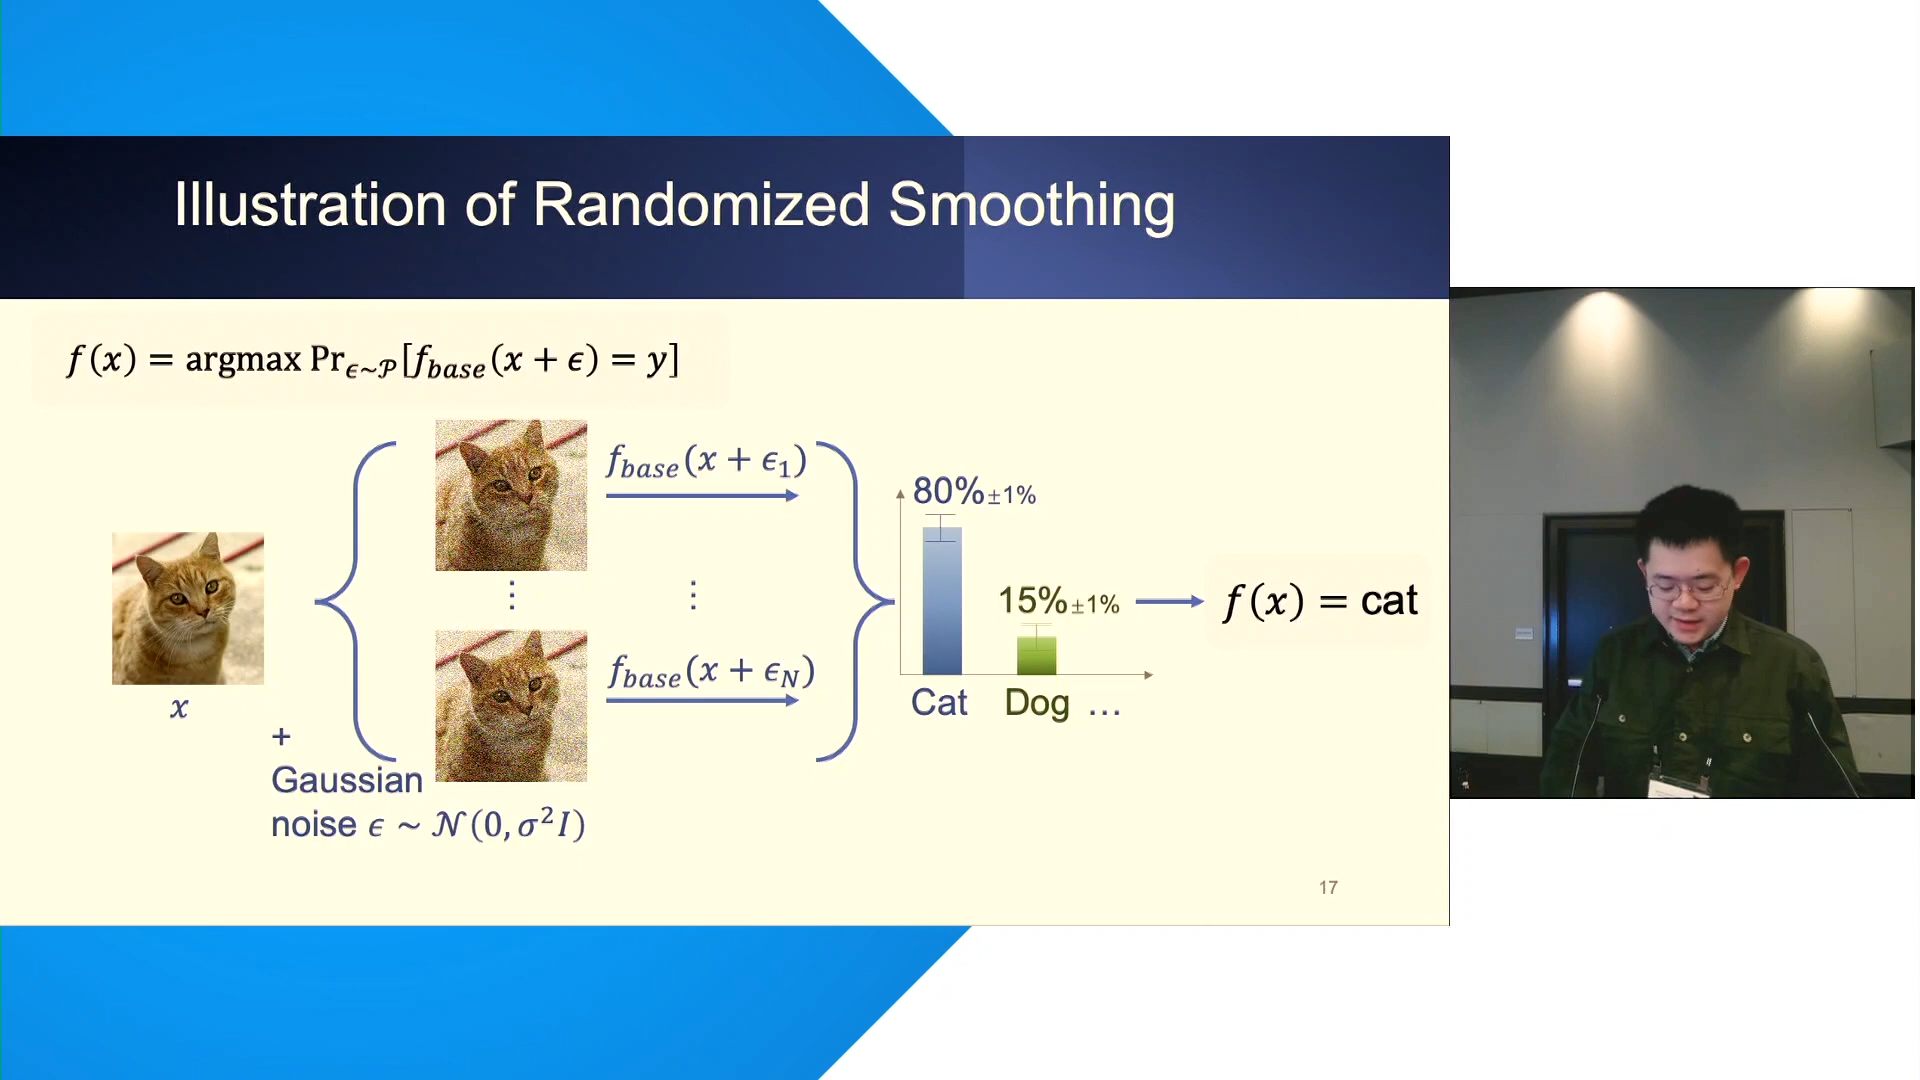 Illustration of Randomized Smoothing
f(x) = argmax Pr_{ϵ~𝒫}[f_{base}(x + ϵ) = y]
f_{base}(x + ϵ_1)
80%±1%
15%±1%
f(x) = cat
⋮ ⋮
f_{base}(x + ϵ_N)
x
Cat Dog …
+
Gaussian
noise ϵ ~ 𝒩(0, σ²I)
17